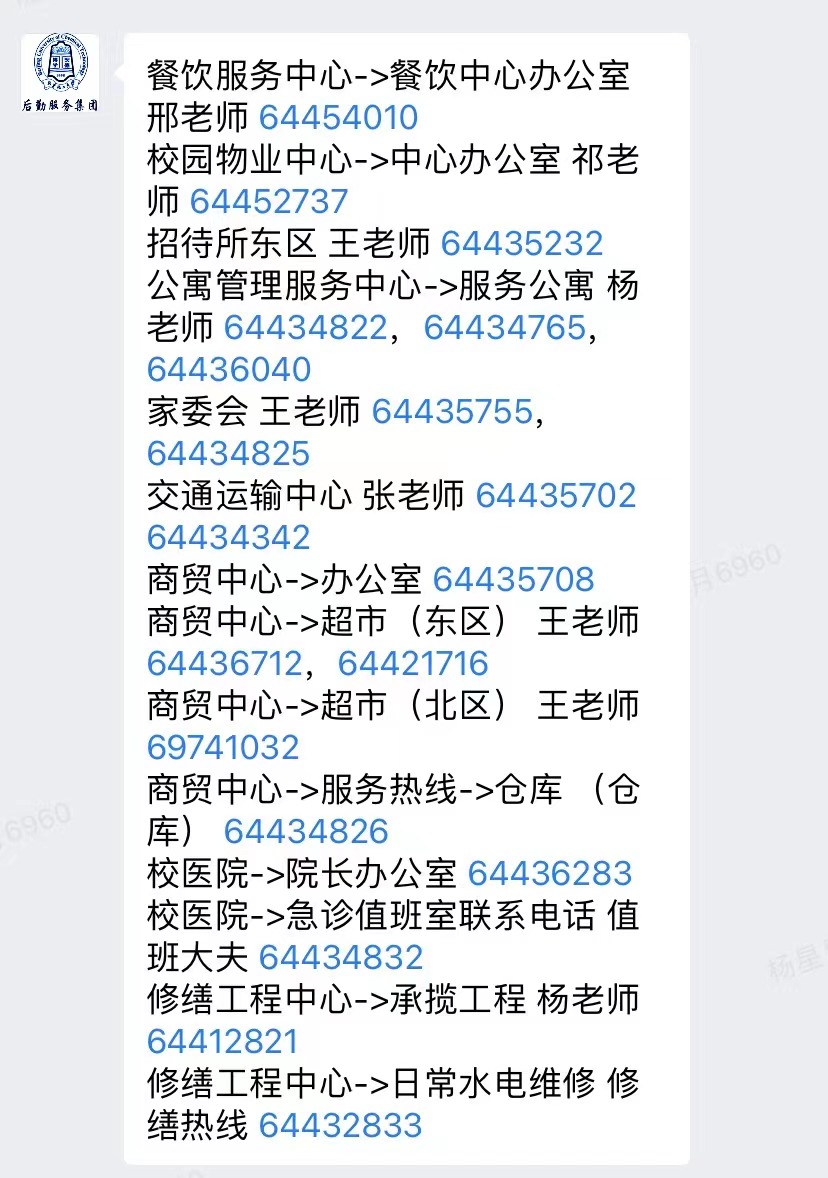 后勤服务集团
餐饮服务中心->餐饮中心办公室
邢老师 64454010
校园物业中心->中心办公室 祁老
师 64452737
招待所东区 王老师 64435232
公寓管理服务中心->服务公寓 杨
老师 64434822，64434765，
64436040
家委会 王老师 64435755，
64434825
交通运输中心 张老师 64435702
64434342
商贸中心->办公室 64435708
商贸中心->超市（东区） 王老师
64436712，64421716
商贸中心->超市（北区） 王老师
69741032
商贸中心->服务热线->仓库 （仓
库） 64434826
校医院->院长办公室 64436283
校医院->急诊值班室联系电话 值
班大夫 64434832
修缮工程中心->承揽工程 杨老师
64412821
修缮工程中心->日常水电维修 修
缮热线 64432833
月6960
6960
杨星